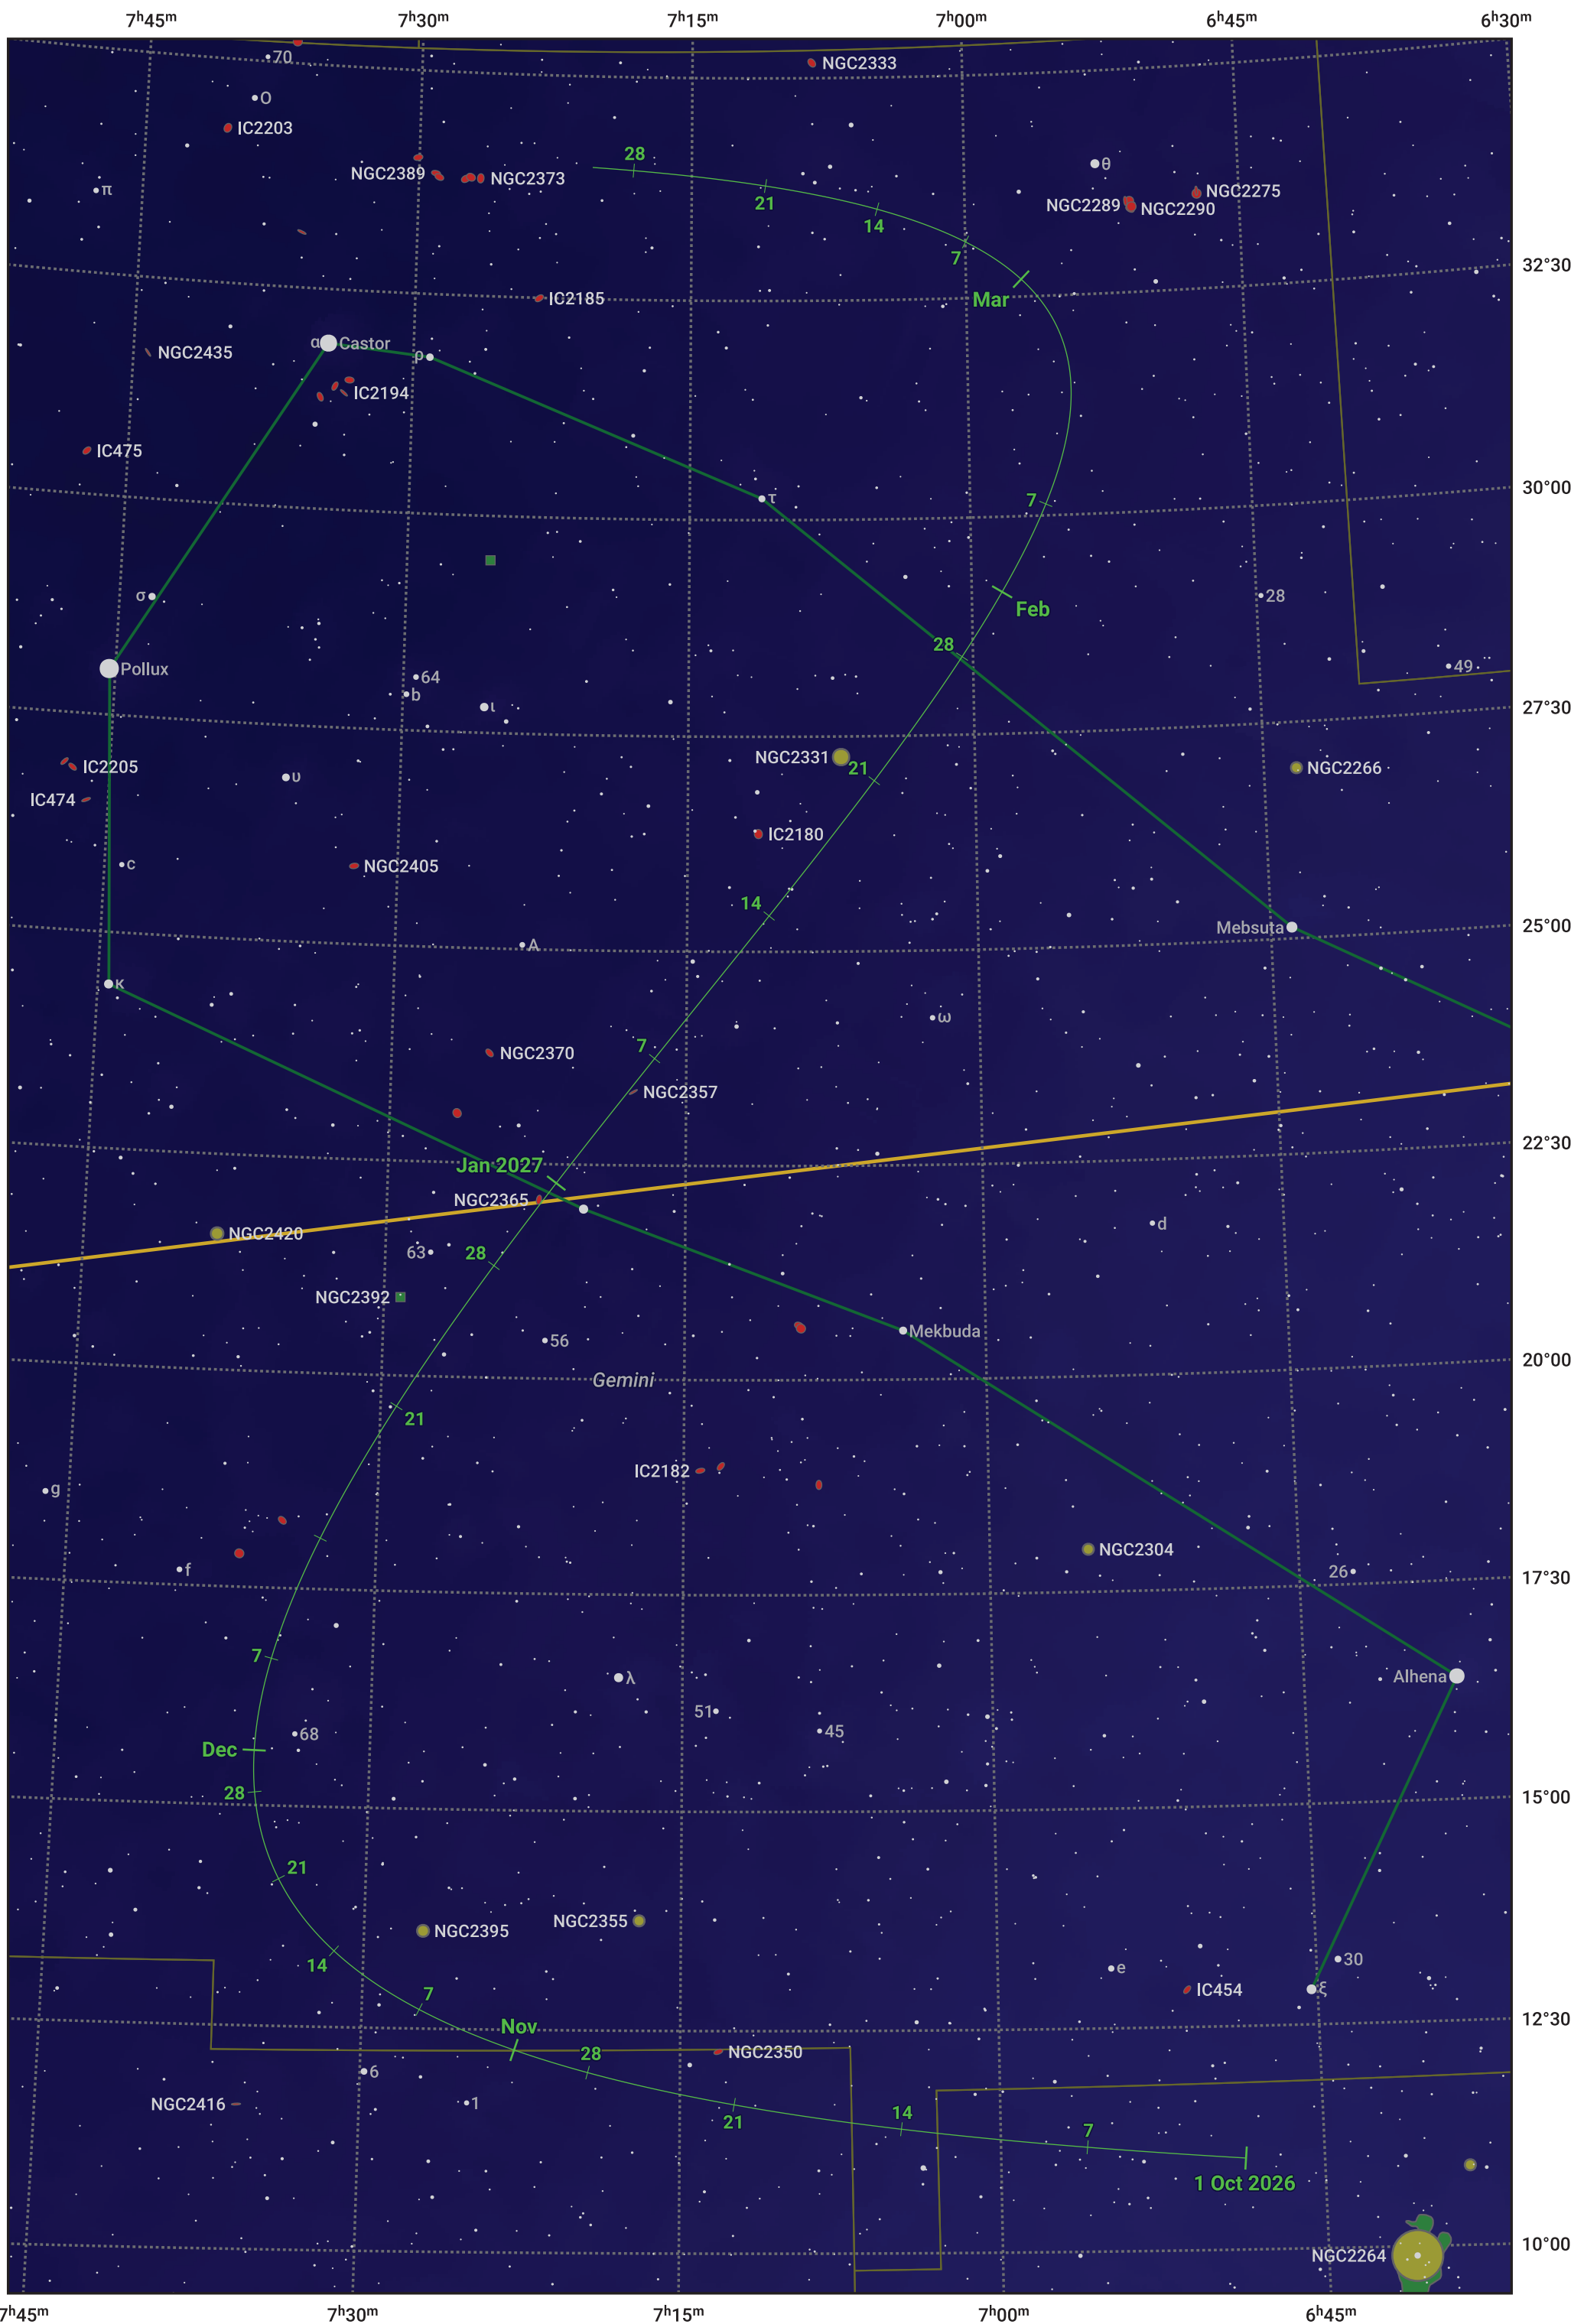 7ʰ45ᵐ 7ʰ30ᵐ 7ʰ15ᵐ 7ʰ00ᵐ 6ʰ45ᵐ 6ʰ30ᵐ
70
NGC2333
O
IC2203
28
θ
NGC2389
NGC2373
π
21
NGC2275
NGC2289
NGC2290
14
7
32°30
Mar
IC2185
α Castor
ρ
NGC2435
IC2194
IC475
30°00
τ
7
σ
28
Feb
28
Pollux
49
64
b
ι
27°30
NGC2331
21
NGC2266
IC2205
υ
IC474
IC2180
c
NGC2405
14
25°00
Mebsuta
A
κ
ω
7
NGC2370
NGC2357
22°30
Jan 2027
NGC2365
d
NGC2420
63
28
NGC2392
Mekbuda
56
20°00
Gemini
21
IC2182
g
NGC2304
f
26
17°30
7
λ
Alhena
51
45
68
Dec
28
15°00
21
NGC2355
NGC2395
14
30
e
ξ
IC454
7
12°30
Nov
28
NGC2350
6
1
NGC2416
14
21
7
1 Oct 2026
10°00
NGC2264
7ʰ45ᵐ 7ʰ30ᵐ 7ʰ15ᵐ 7ʰ00ᵐ 6ʰ45ᵐ